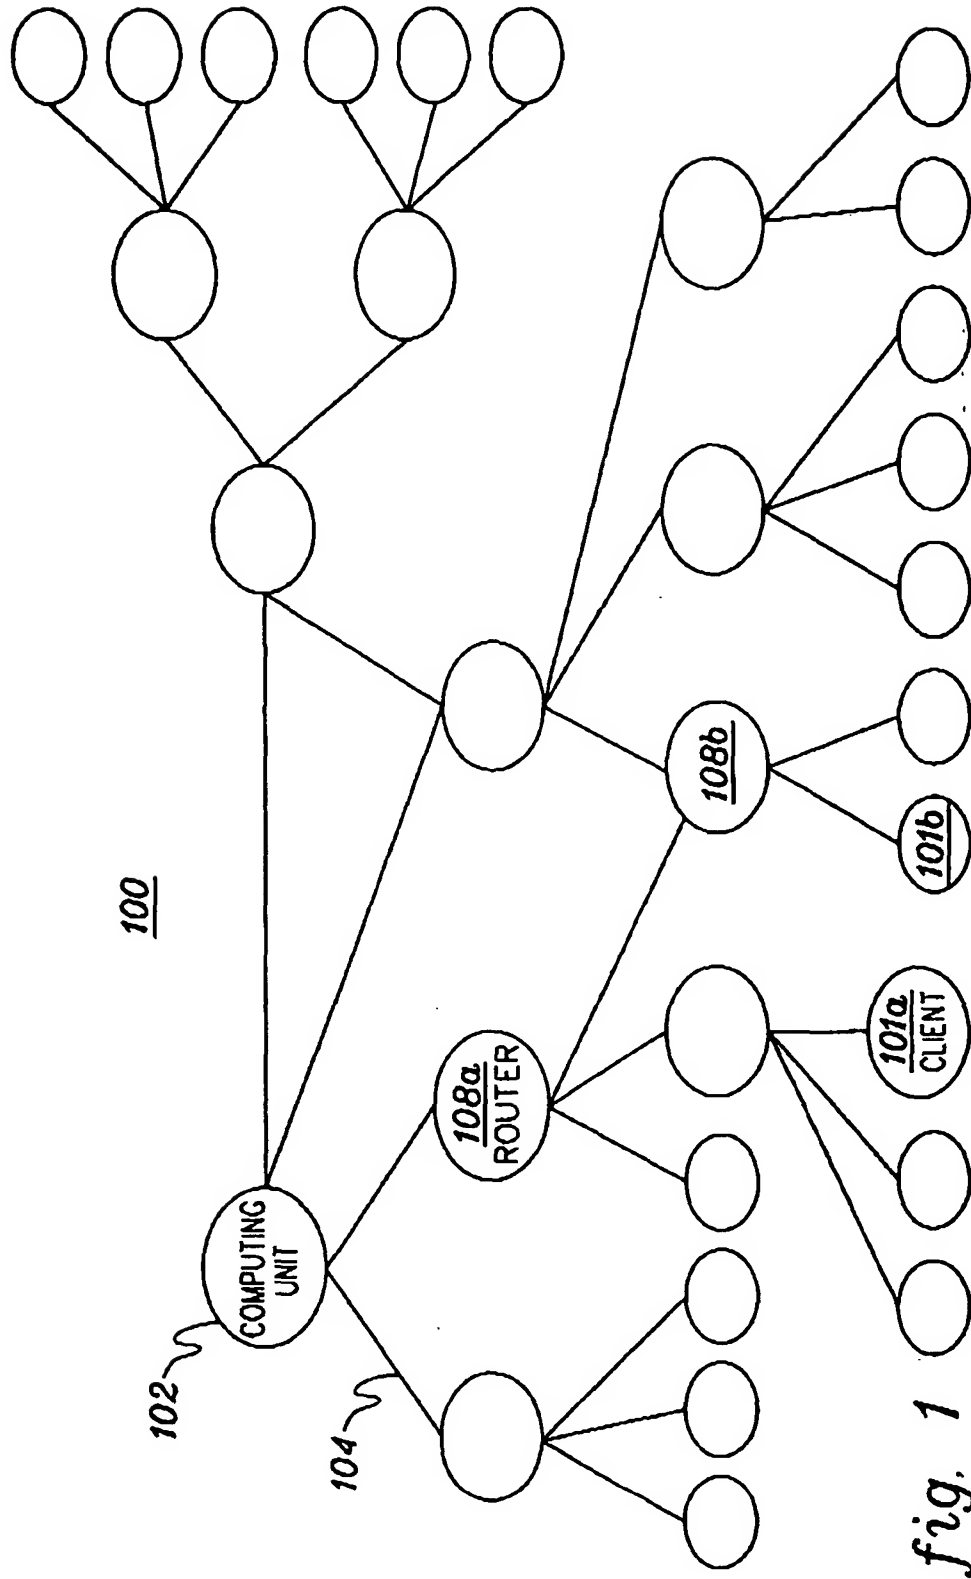 100
102
COMPUTING
UNIT
104
108a
ROUTER
108b
101a
CLIENT
101b
fig. 1